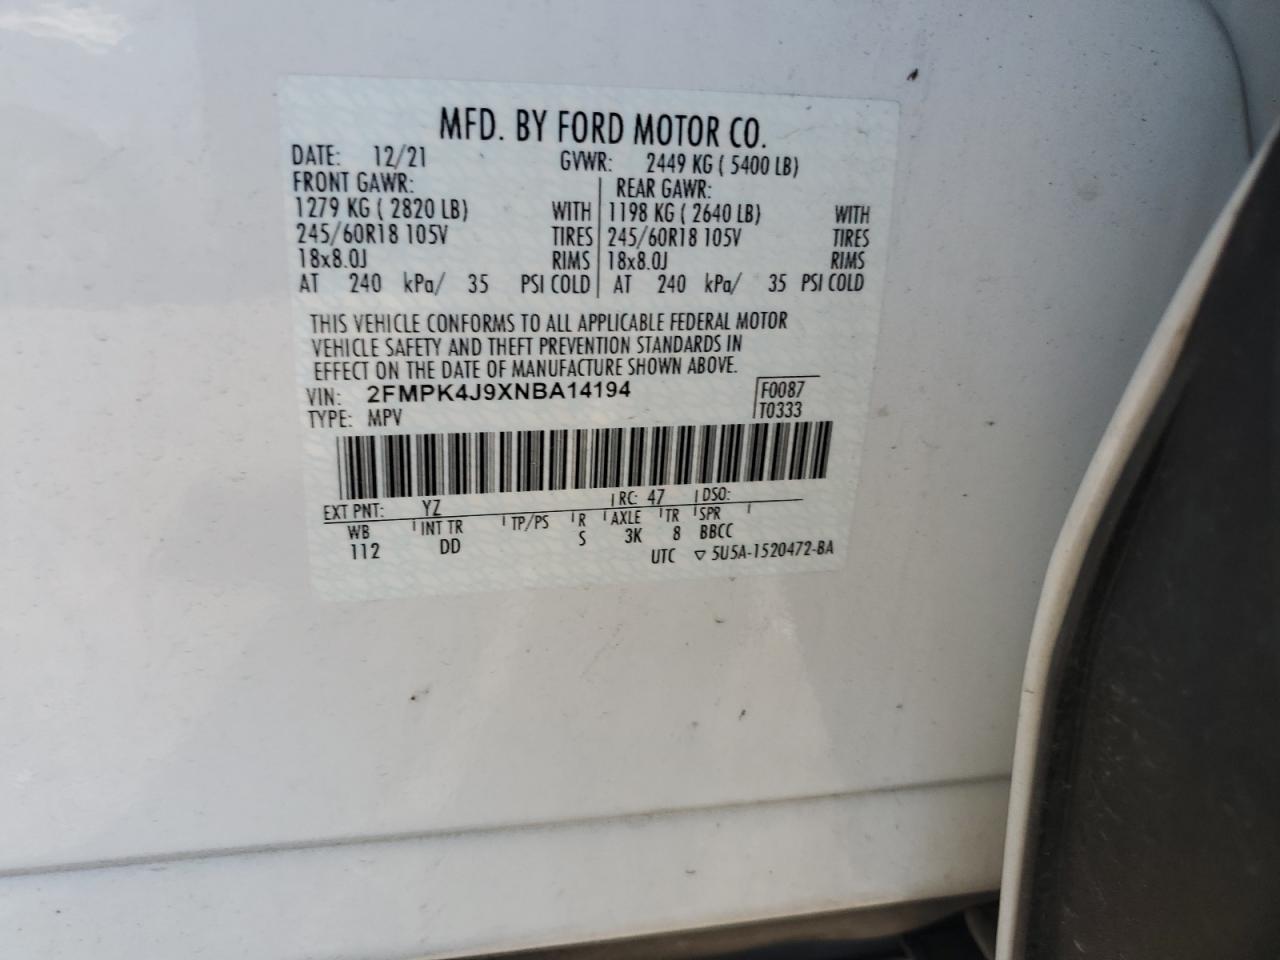 MFD. BY FORD MOTOR CO.
DATE: 12/21 GVWR: 2449 KG ( 5400 LB)
FRONT GAWR: REAR GAWR:
1279 KG ( 2820 LB) WITH 1198 KG ( 2640 LB) WITH
245/60R18 105V TIRES 245/60R18 105V TIRES
18x8.0J RIMS 18x8.0J RIMS
AT 240 kPa/ 35 PSI COLD AT 240 kPa/ 35 PSI COLD
THIS VEHICLE CONFORMS TO ALL APPLICABLE FEDERAL MOTOR
VEHICLE SAFETY AND THEFT PREVENTION STANDARDS IN
EFFECT ON THE DATE OF MANUFACTURE SHOWN ABOVE.
VIN: 2FMPK4J9XNBA14194 F0087
TYPE: MPV T0333
EXT PNT: YZ RC: 47 DSO:
WB INT TR TP/PS R AXLE TR SPR
112 DD S 3K 8 BBCC
UTC ▽ 5U5A-1520472-BA